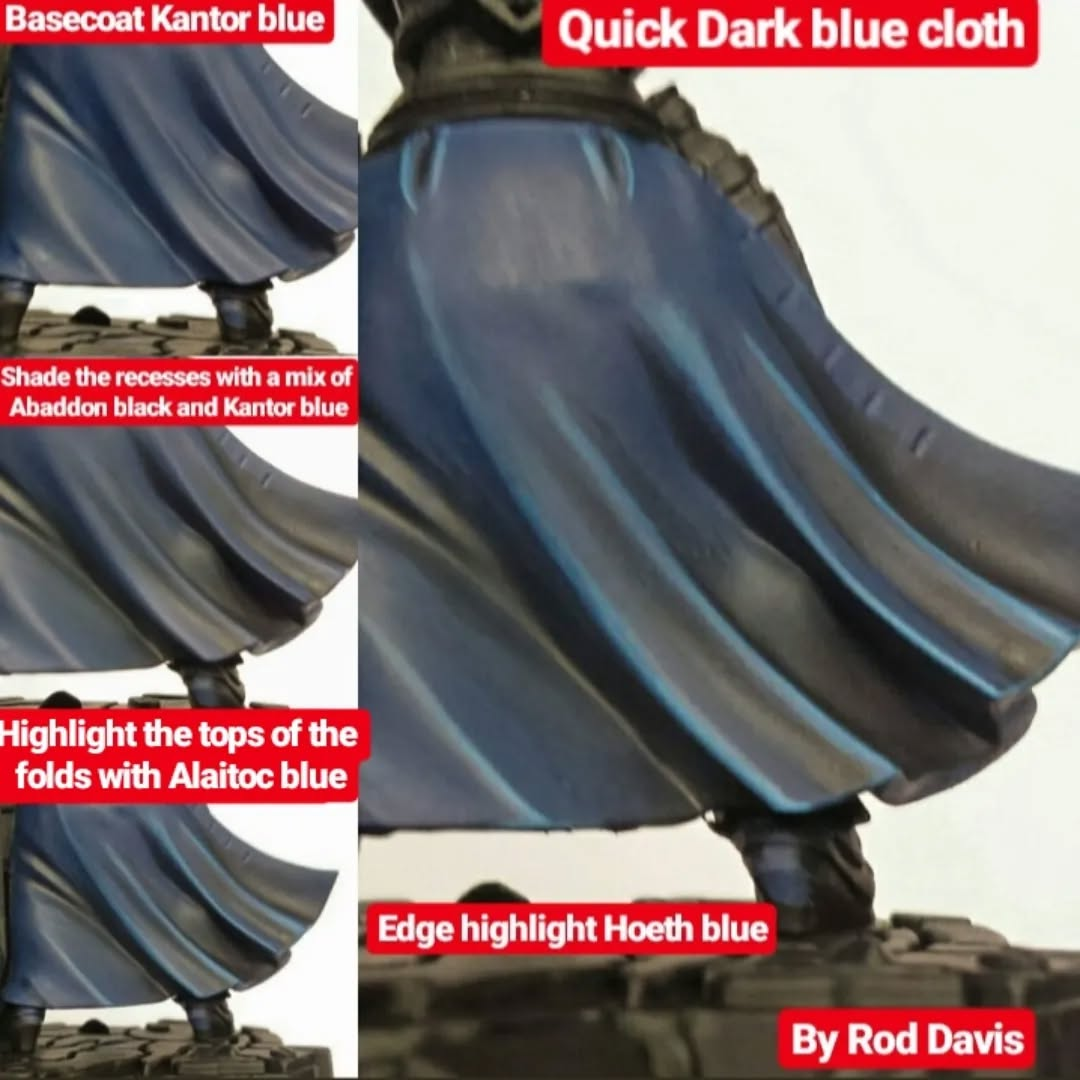 Basecoat Kantor blue
Quick Dark blue cloth
Shade the recesses with a mix of
Abaddon black and Kantor blue
Highlight the tops of the
folds with Alaitoc blue
Edge highlight Hoeth blue
By Rod Davis